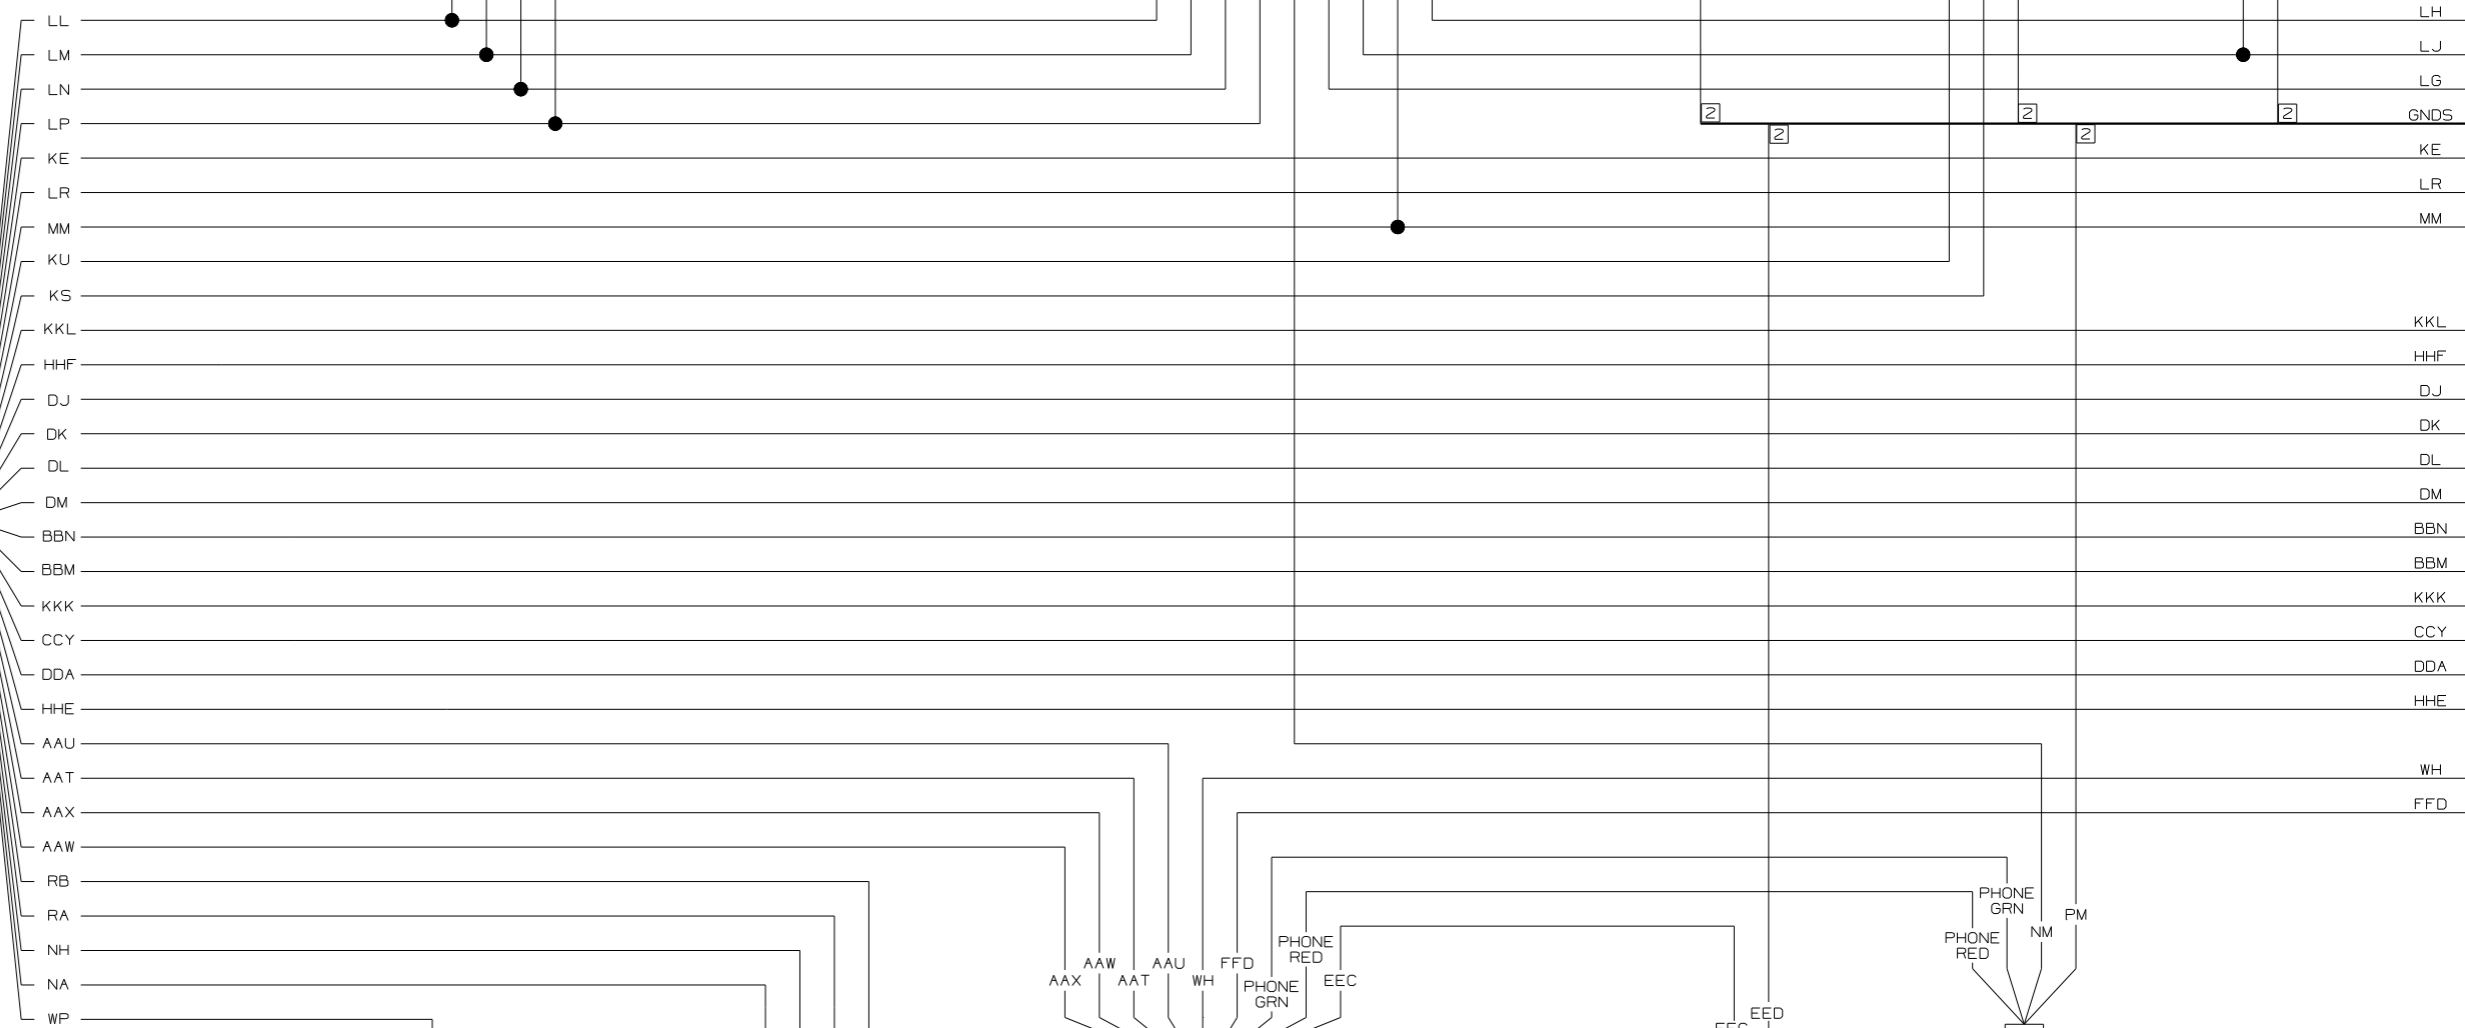 LL
LH
LM
LJ
LN
LG
LP
2
2
2
GNDS
2
2
KE
KE
LR
LR
MM
MM
KU
KS
KKL
KKL
HHF
HHF
DJ
DJ
DK
DK
DL
DL
DM
DM
BBN
BBN
BBM
BBM
KKK
KKK
CCY
CCY
DDA
DDA
HHE
HHE
AAU
AAT
WH
AAX
FFD
AAW
RB
RA
NH
NA
WP
AAX
AAW
AAT
AAU
WH
FFD
PHONE
GRN
PHONE
RED
EEC
EED
PHONE
RED
PHONE
GRN
NM
PM